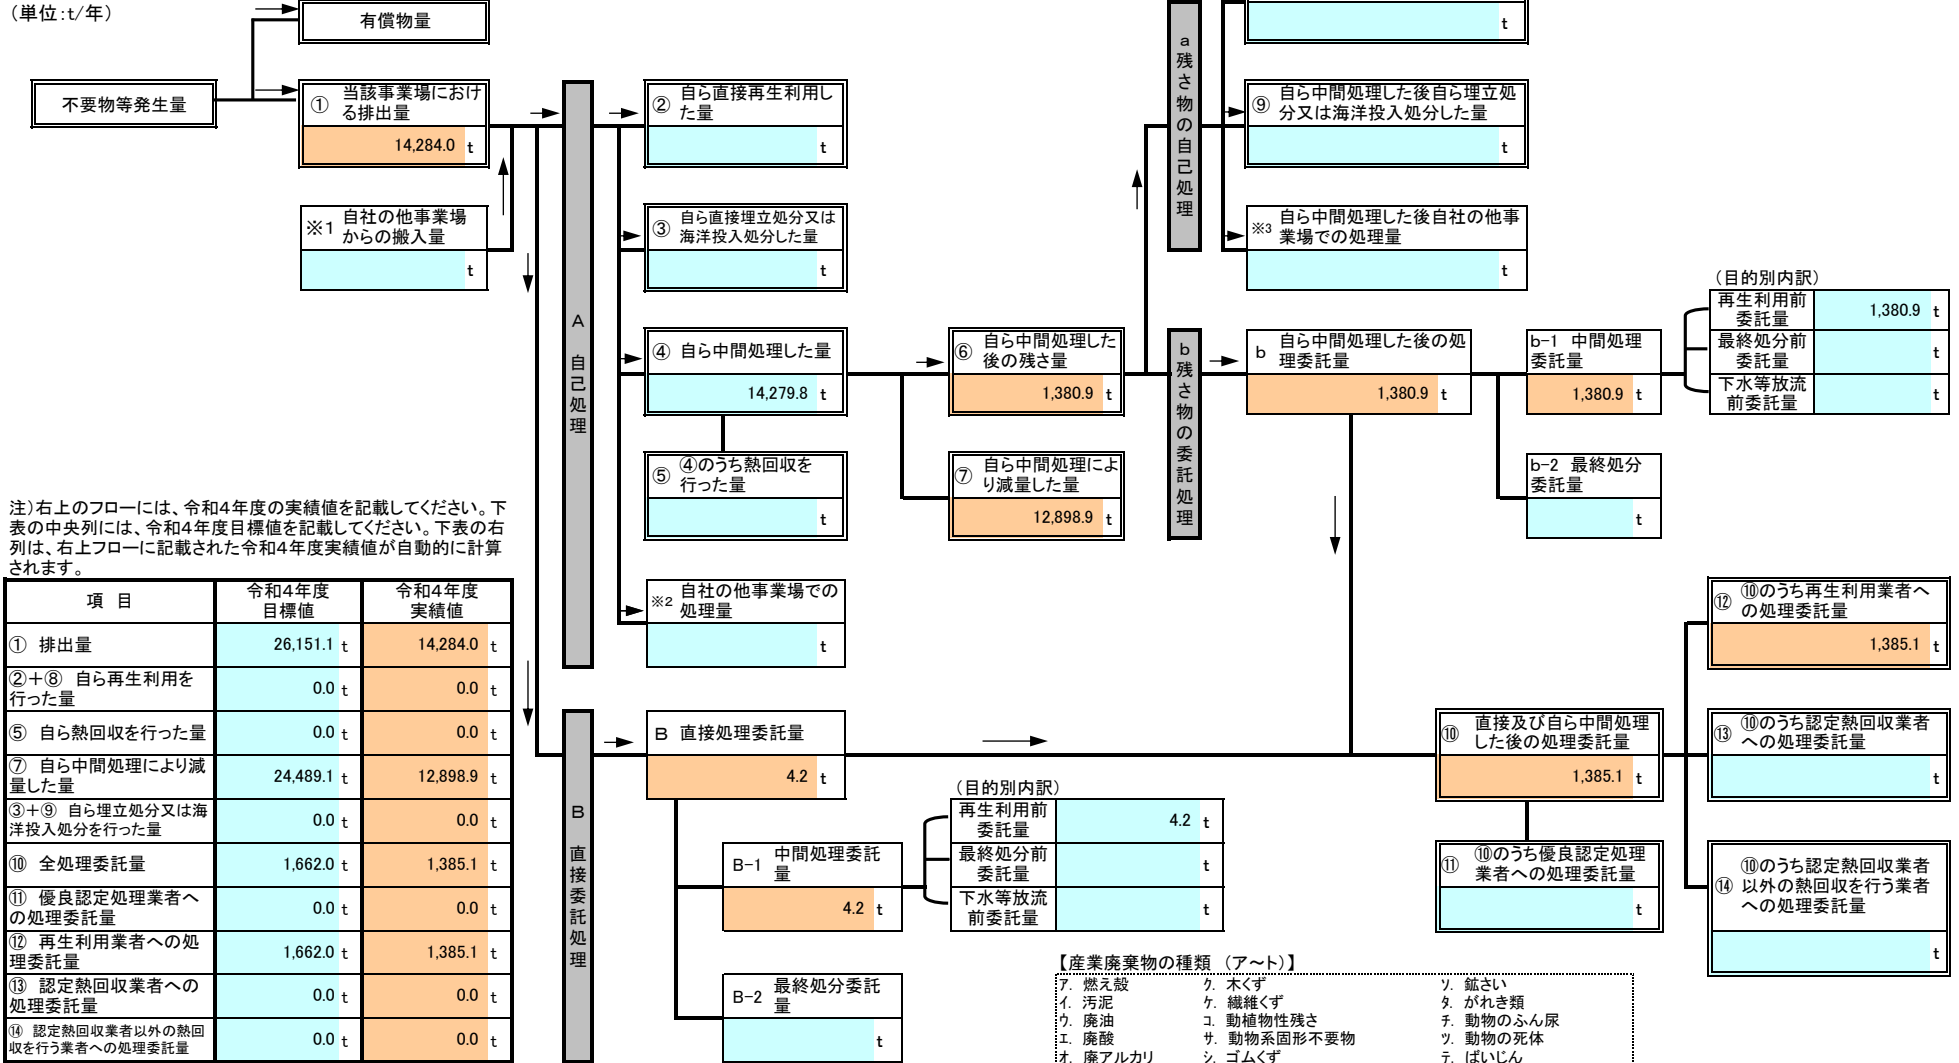 （単位：t/年）
有償物量
不要物等発生量
① 当該事業場におけ
る排出量
14,284.0 t
※1 自社の他事業場
からの搬入量
t
A 自己処理
② 自ら直接再生利用し
た量
t
③ 自ら直接埋立処分又は
海洋投入処分した量
t
④ 自ら中間処理した量
14,279.8 t
⑤ ④のうち熱回収を
行った量
t
※2 自社の他事業場での
処理量
t
⑥ 自ら中間処理した
後の残さ量
1,380.9 t
⑦ 自ら中間処理によ
り減量した量
12,898.9 t
a 残さ物の自己処理
t
⑨ 自ら中間処理した後自ら埋立処
分又は海洋投入処分した量
t
※3 自ら中間処理した後自社の他事
業場での処理量
t
b 残さ物の委託処理
b 自ら中間処理した後の処
理委託量
1,380.9 t
b-1 中間処理
委託量
1,380.9 t
b-2 最終処分
委託量
t
（目的別内訳）
再生利用前
委託量
1,380.9 t
最終処分前
委託量
t
下水等放流
前委託量
t
注）右上のフローには、令和4年度の実績値を記載してください。下
表の中央列には、令和4年度目標値を記載してください。下表の右
列は、右上フローに記載された令和4年度実績値が自動的に計算
されます。
項 目
令和4年度
目標値
令和4年度
実績値
① 排出量
26,151.1 t 14,284.0 t
②＋⑧ 自ら再生利用を
行った量
0.0 t 0.0 t
⑤ 自ら熱回収を行った量
0.0 t 0.0 t
⑦ 自ら中間処理により減
量した量
24,489.1 t 12,898.9 t
③＋⑨ 自ら埋立処分又は海
洋投入処分を行った量
0.0 t 0.0 t
⑩ 全処理委託量
1,662.0 t 1,385.1 t
⑪ 優良認定処理業者へ
の処理委託量
0.0 t 0.0 t
⑫ 再生利用業者への処
理委託量
1,662.0 t 1,385.1 t
⑬ 認定熱回収業者への
処理委託量
0.0 t 0.0 t
⑭ 認定熱回収業者以外の熱回
収を行う業者への処理委託量
0.0 t 0.0 t
B 直接委託処理
B 直接処理委託量
4.2 t
B-1 中間処理委託
量
4.2 t
B-2 最終処分委託
量
t
（目的別内訳）
再生利用前
委託量
4.2 t
最終処分前
委託量
t
下水等放流
前委託量
t
⑩ 直接及び自ら中間処理
した後の処理委託量
1,385.1 t
⑪ ⑩のうち優良認定処理
業者への処理委託量
t
⑫ ⑩のうち再生利用業者へ
の処理委託量
1,385.1 t
⑬ ⑩のうち認定熱回収業者
への処理委託量
t
⑭ ⑩のうち認定熱回収業者
以外の熱回収を行う業者
への処理委託量
t
【産業廃棄物の種類 （ア～ト）】
ア. 燃え殻 ク. 木くず ソ. 鉱さい
イ. 汚泥 ケ. 繊維くず タ. がれき類
ウ. 廃油 コ. 動植物性残さ チ. 動物のふん尿
エ. 廃酸 サ. 動物系固形不要物 ツ. 動物の死体
オ. 廃アルカリ シ. ゴムくず テ. ばいじん